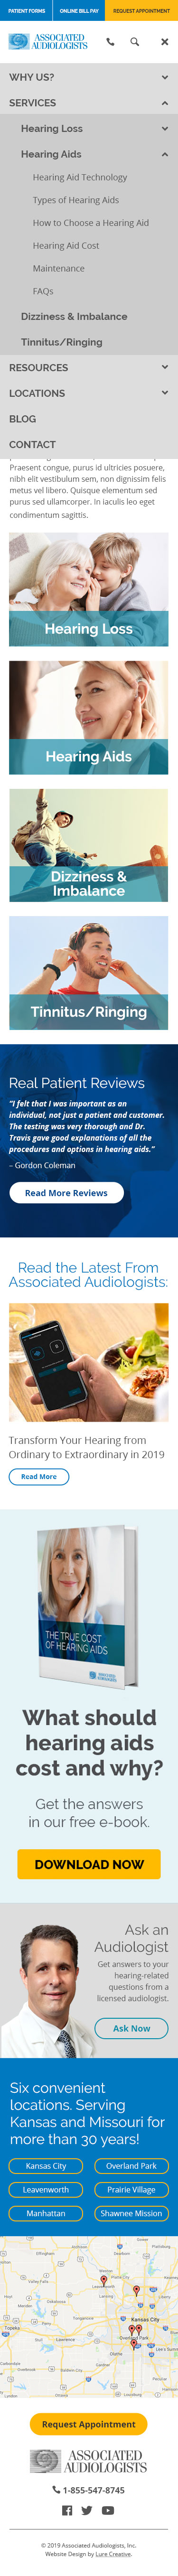 PATIENT FORMS
ONLINE BILL PAY
REQUEST APPOINTMENT
ASSOCIATED
AUDIOLOGISTS
WHY US?
SERVICES
Hearing Loss
Hearing Aids
Hearing Aid Technology
Types of Hearing Aids
How to Choose a Hearing Aid
Hearing Aid Cost
Maintenance
FAQs
Dizziness & Imbalance
Tinnitus/Ringing
RESOURCES
LOCATIONS
BLOG
CONTACT
Praesent congue, purus id ultricies posuere,
nibh elit vestibulum sem, non dignissim felis
metus vel libero. Quisque elementum sed
purus sed ullamcorper. In iaculis leo eget
condimentum sagittis.
Hearing Loss
Hearing Aids
Dizziness &
Imbalance
Tinnitus/Ringing
Real Patient Reviews
“I felt that I was important as an
individual, not just a patient and customer.
The testing was very thorough and Dr.
Travis gave good explanations of all the
procedures and options in hearing aids.”
– Gordon Coleman
Read More Reviews
Read the Latest From
Associated Audiologists:
Transform Your Hearing from
Ordinary to Extraordinary in 2019
Read More
THE TRUE COST
OF HEARING AIDS
What should
hearing aids
cost and why?
Get the answers
in our free e-book.
DOWNLOAD NOW
Ask an
Audiologist
Get answers to your
hearing-related
questions from a
licensed audiologist.
Ask Now
Six convenient
locations. Serving
Kansas and Missouri for
more than 30 years!
Kansas City
Overland Park
Leavenworth
Prairie Village
Manhattan
Shawnee Mission
Leavenworth
Kansas City
Topeka
Overland Park
Lawrence
Olathe
Request Appointment
ASSOCIATED
AUDIOLOGISTS
1-855-547-8745
© 2019 Associated Audiologists, Inc.
Website Design by Lure Creative.